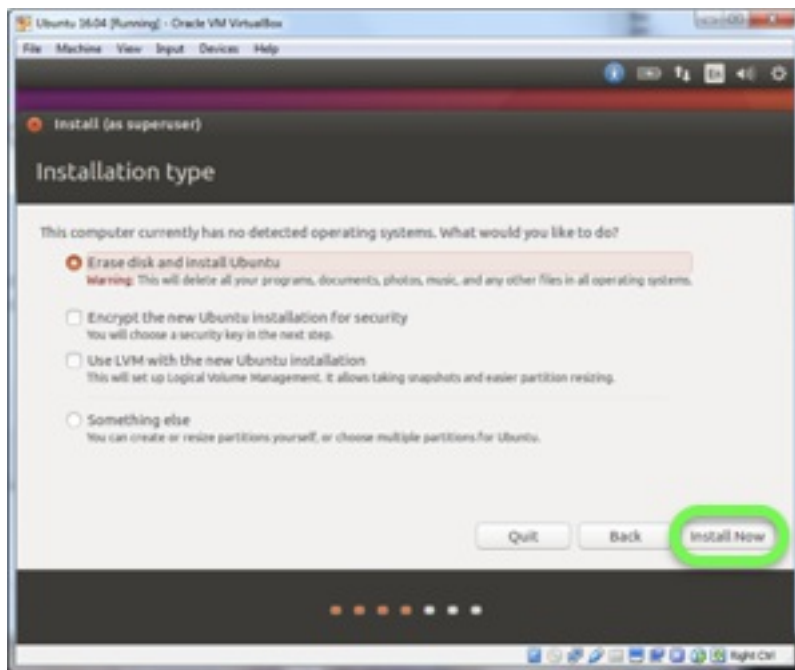 Ubuntu 16.04 [Running] - Oracle VM VirtualBox
File Machine View Input Devices Help
En
Install (as superuser)
Installation type
This computer currently has no detected operating systems. What would you like to do?
Erase disk and install Ubuntu
Warning: This will delete all your programs, documents, photos, music, and any other files in all operating systems.
Encrypt the new Ubuntu installation for security
You will choose a security key in the next step.
Use LVM with the new Ubuntu installation
This will set up Logical Volume Management. It allows taking snapshots and easier partition resizing.
Something else
You can create or resize partitions yourself, or choose multiple partitions for Ubuntu.
Quit Back Install Now
Right Ctrl